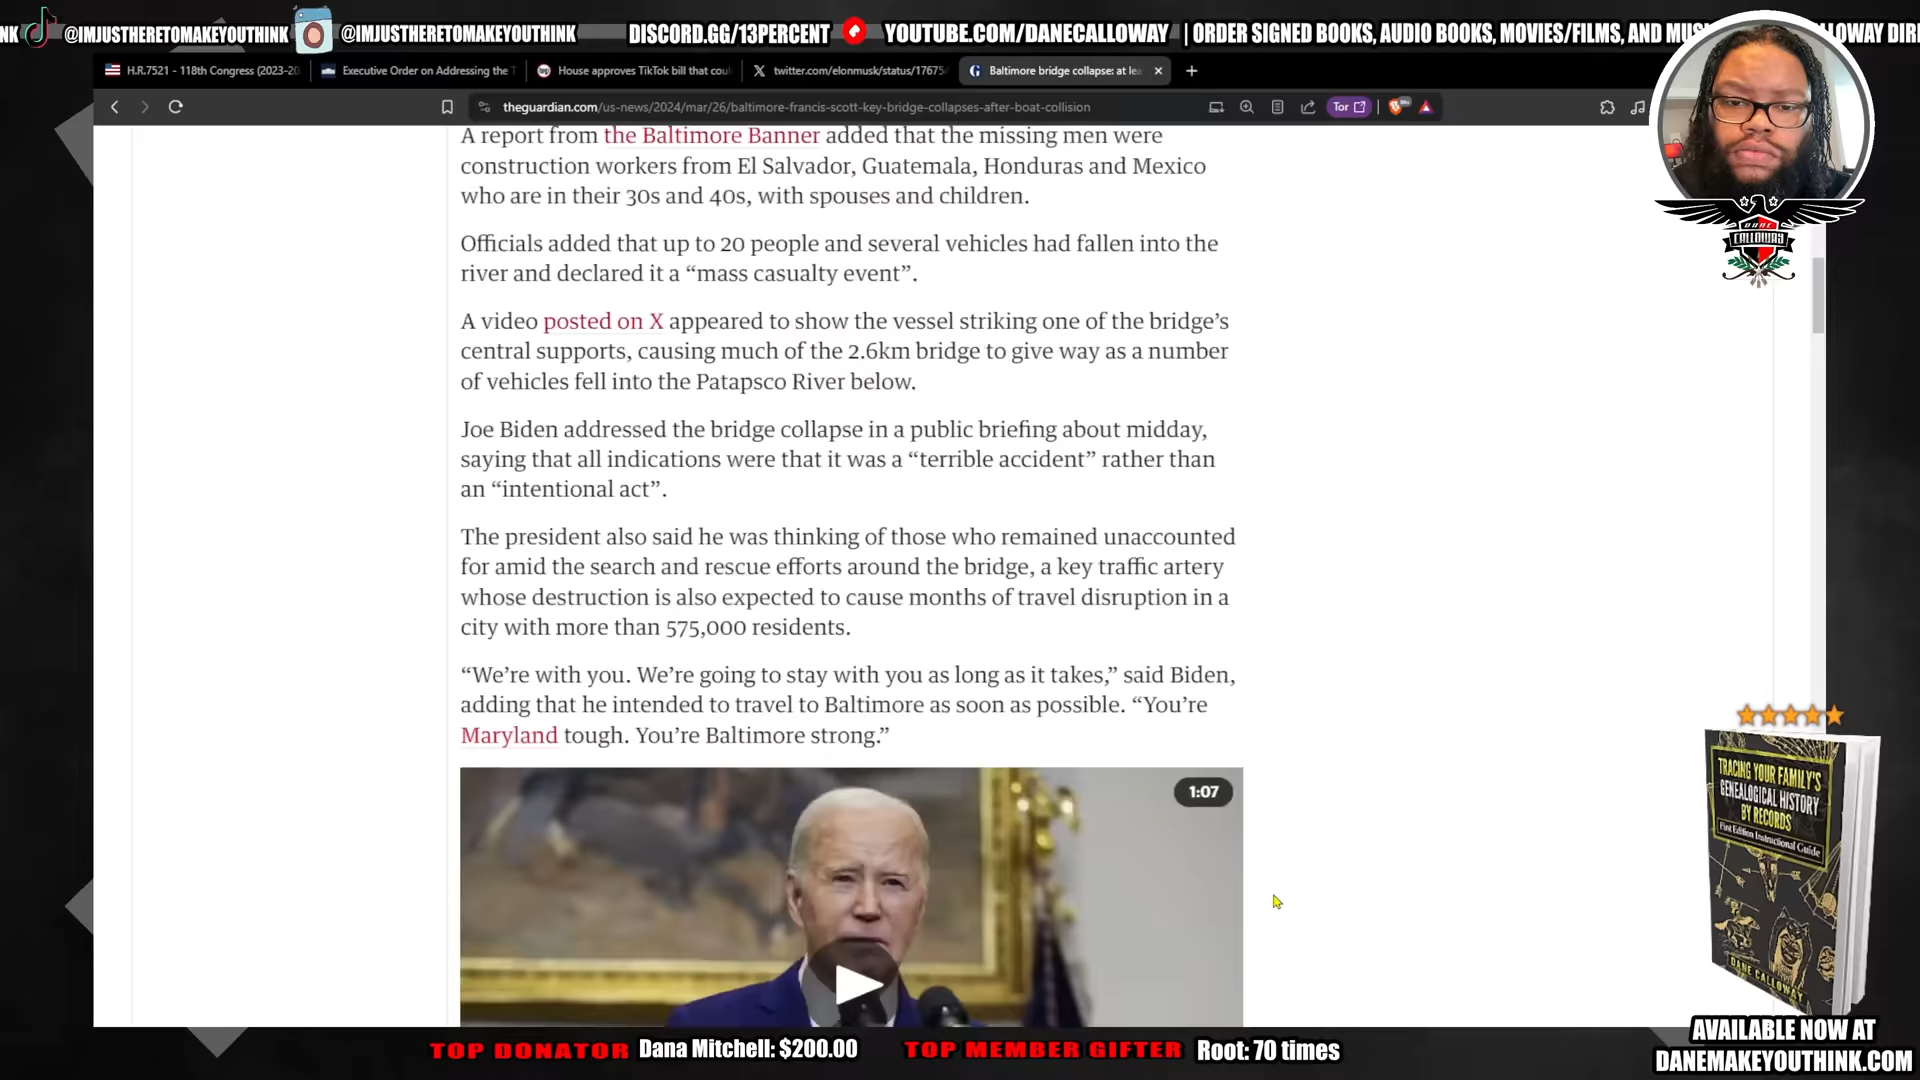 NK @IMJUSTHERETOMAKEYOUTHINK @IMJUSTHERETOMAKEYOUTHINK DISCORD.GG/13PERCENT YOUTUBE.COM/DANECALLOWAY | ORDER SIGNED BOOKS, AUDIO BOOKS, MOVIES/FILMS, AND MUS
H.R.7521 - 118th Congress (2023-20 Executive Order on Addressing the T House approves TikTok bill that coul twitter.com/elonmusk/status/17675 Baltimore bridge collapse: at lea
theguardian.com/us-news/2024/mar/26/baltimore-francis-scott-key-bridge-collapses-after-boat-collision Tor
A report from the Baltimore Banner added that the missing men were
construction workers from El Salvador, Guatemala, Honduras and Mexico
who are in their 30s and 40s, with spouses and children.
Officials added that up to 20 people and several vehicles had fallen into the
river and declared it a “mass casualty event”.
A video posted on X appeared to show the vessel striking one of the bridge’s
central supports, causing much of the 2.6km bridge to give way as a number
of vehicles fell into the Patapsco River below.
Joe Biden addressed the bridge collapse in a public briefing about midday,
saying that all indications were that it was a “terrible accident” rather than
an “intentional act”.
The president also said he was thinking of those who remained unaccounted
for amid the search and rescue efforts around the bridge, a key traffic artery
whose destruction is also expected to cause months of travel disruption in a
city with more than 575,000 residents.
“We’re with you. We’re going to stay with you as long as it takes,” said Biden,
adding that he intended to travel to Baltimore as soon as possible. “You’re
Maryland tough. You’re Baltimore strong.”
1:07
DANE
CALLOWAY
TRACING YOUR FAMILY'S
GENEALOGICAL HISTORY
BY RECORDS
First Edition Instructional Guide
DANE CALLOWAY
AVAILABLE NOW AT
DANEMAKEYOUTHINK.COM
TOP DONATOR Dana Mitchell: $200.00 TOP MEMBER GIFTER Root: 70 times